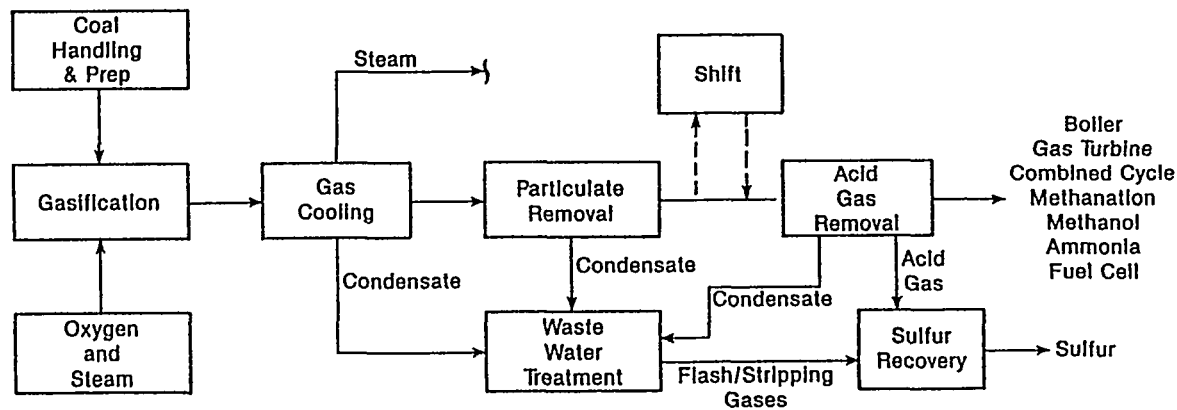 Coal
Handling
& Prep
Steam
Shift
Gasification
Gas
Cooling
Particulate
Removal
Acid
Gas
Removal
Boiler
Gas Turbine
Combined Cycle
Methanation
Methanol
Ammonia
Fuel Cell
Condensate
Condensate
Condensate
Acid
Gas
Oxygen
and
Steam
Waste
Water
Treatment
Flash/Stripping
Gases
Sulfur
Recovery
Sulfur